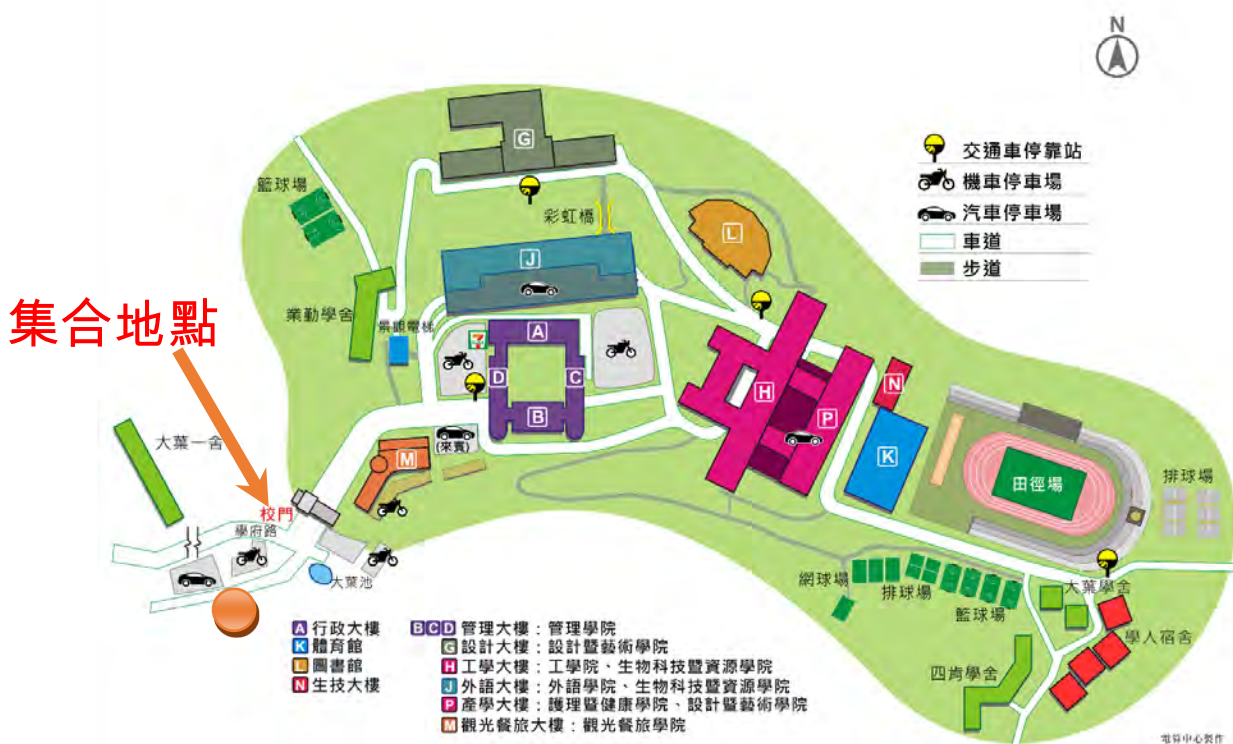 N
交通車停靠站
機車停車場
汽車停車場
車道
步道
G
籃球場
彩虹橋
L
J
集合地點
業勤學舍
景觀電梯
7
A
D
C
B
H
N
P
(來賓)
M
K
大葉一舍
田徑場
排球場
校門
學府路
大葉池
網球場
排球場
籃球場
大葉學舍
學人宿舍
四肯學舍
A 行政大樓
K 體育館
L 圖書館
N 生技大樓
B C D 管理大樓：管理學院
G 設計大樓：設計暨藝術學院
H 工學大樓：工學院、生物科技暨資源學院
J 外語大樓：外語學院、生物科技暨資源學院
P 產學大樓：護理暨健康學院、設計暨藝術學院
M 觀光餐旅大樓：觀光餐旅學院
電算中心製作